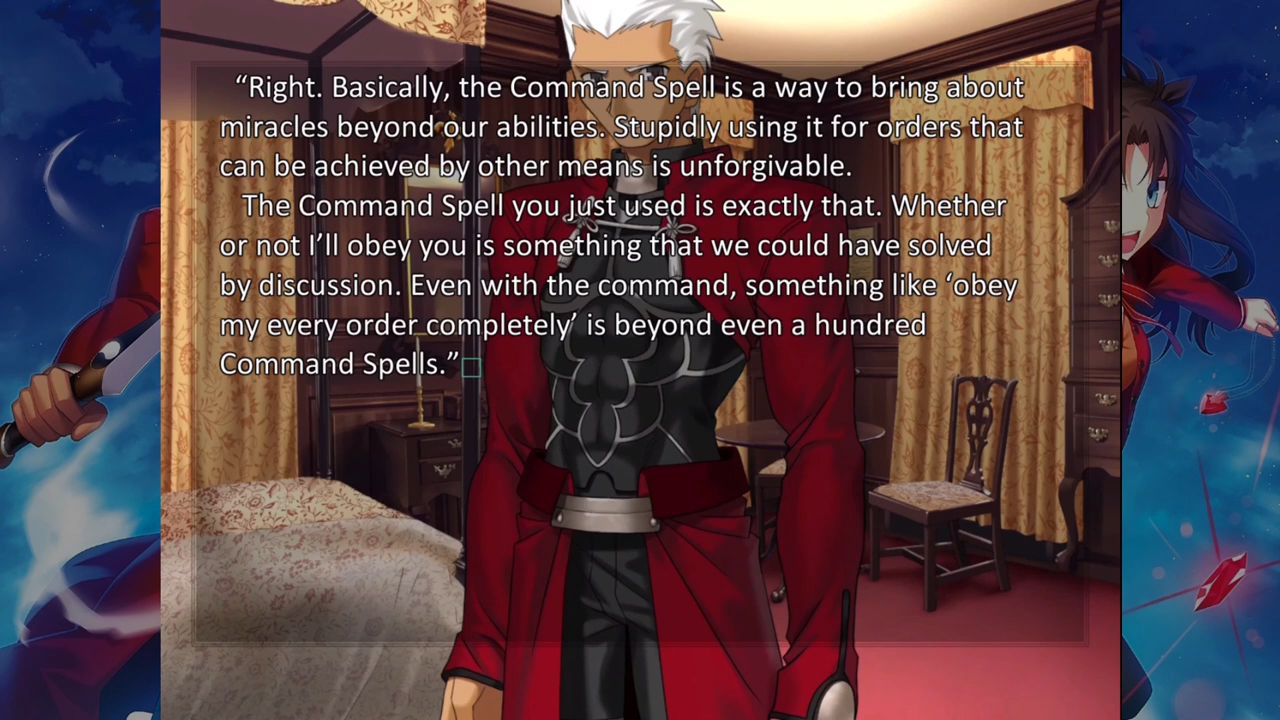 “Right. Basically, the Command Spell is a way to bring about
miracles beyond our abilities. Stupidly using it for orders that
can be achieved by other means is unforgivable.
The Command Spell you just used is exactly that. Whether
or not I’ll obey you is something that we could have solved
by discussion. Even with the command, something like ‘obey
my every order completely’ is beyond even a hundred
Command Spells.”